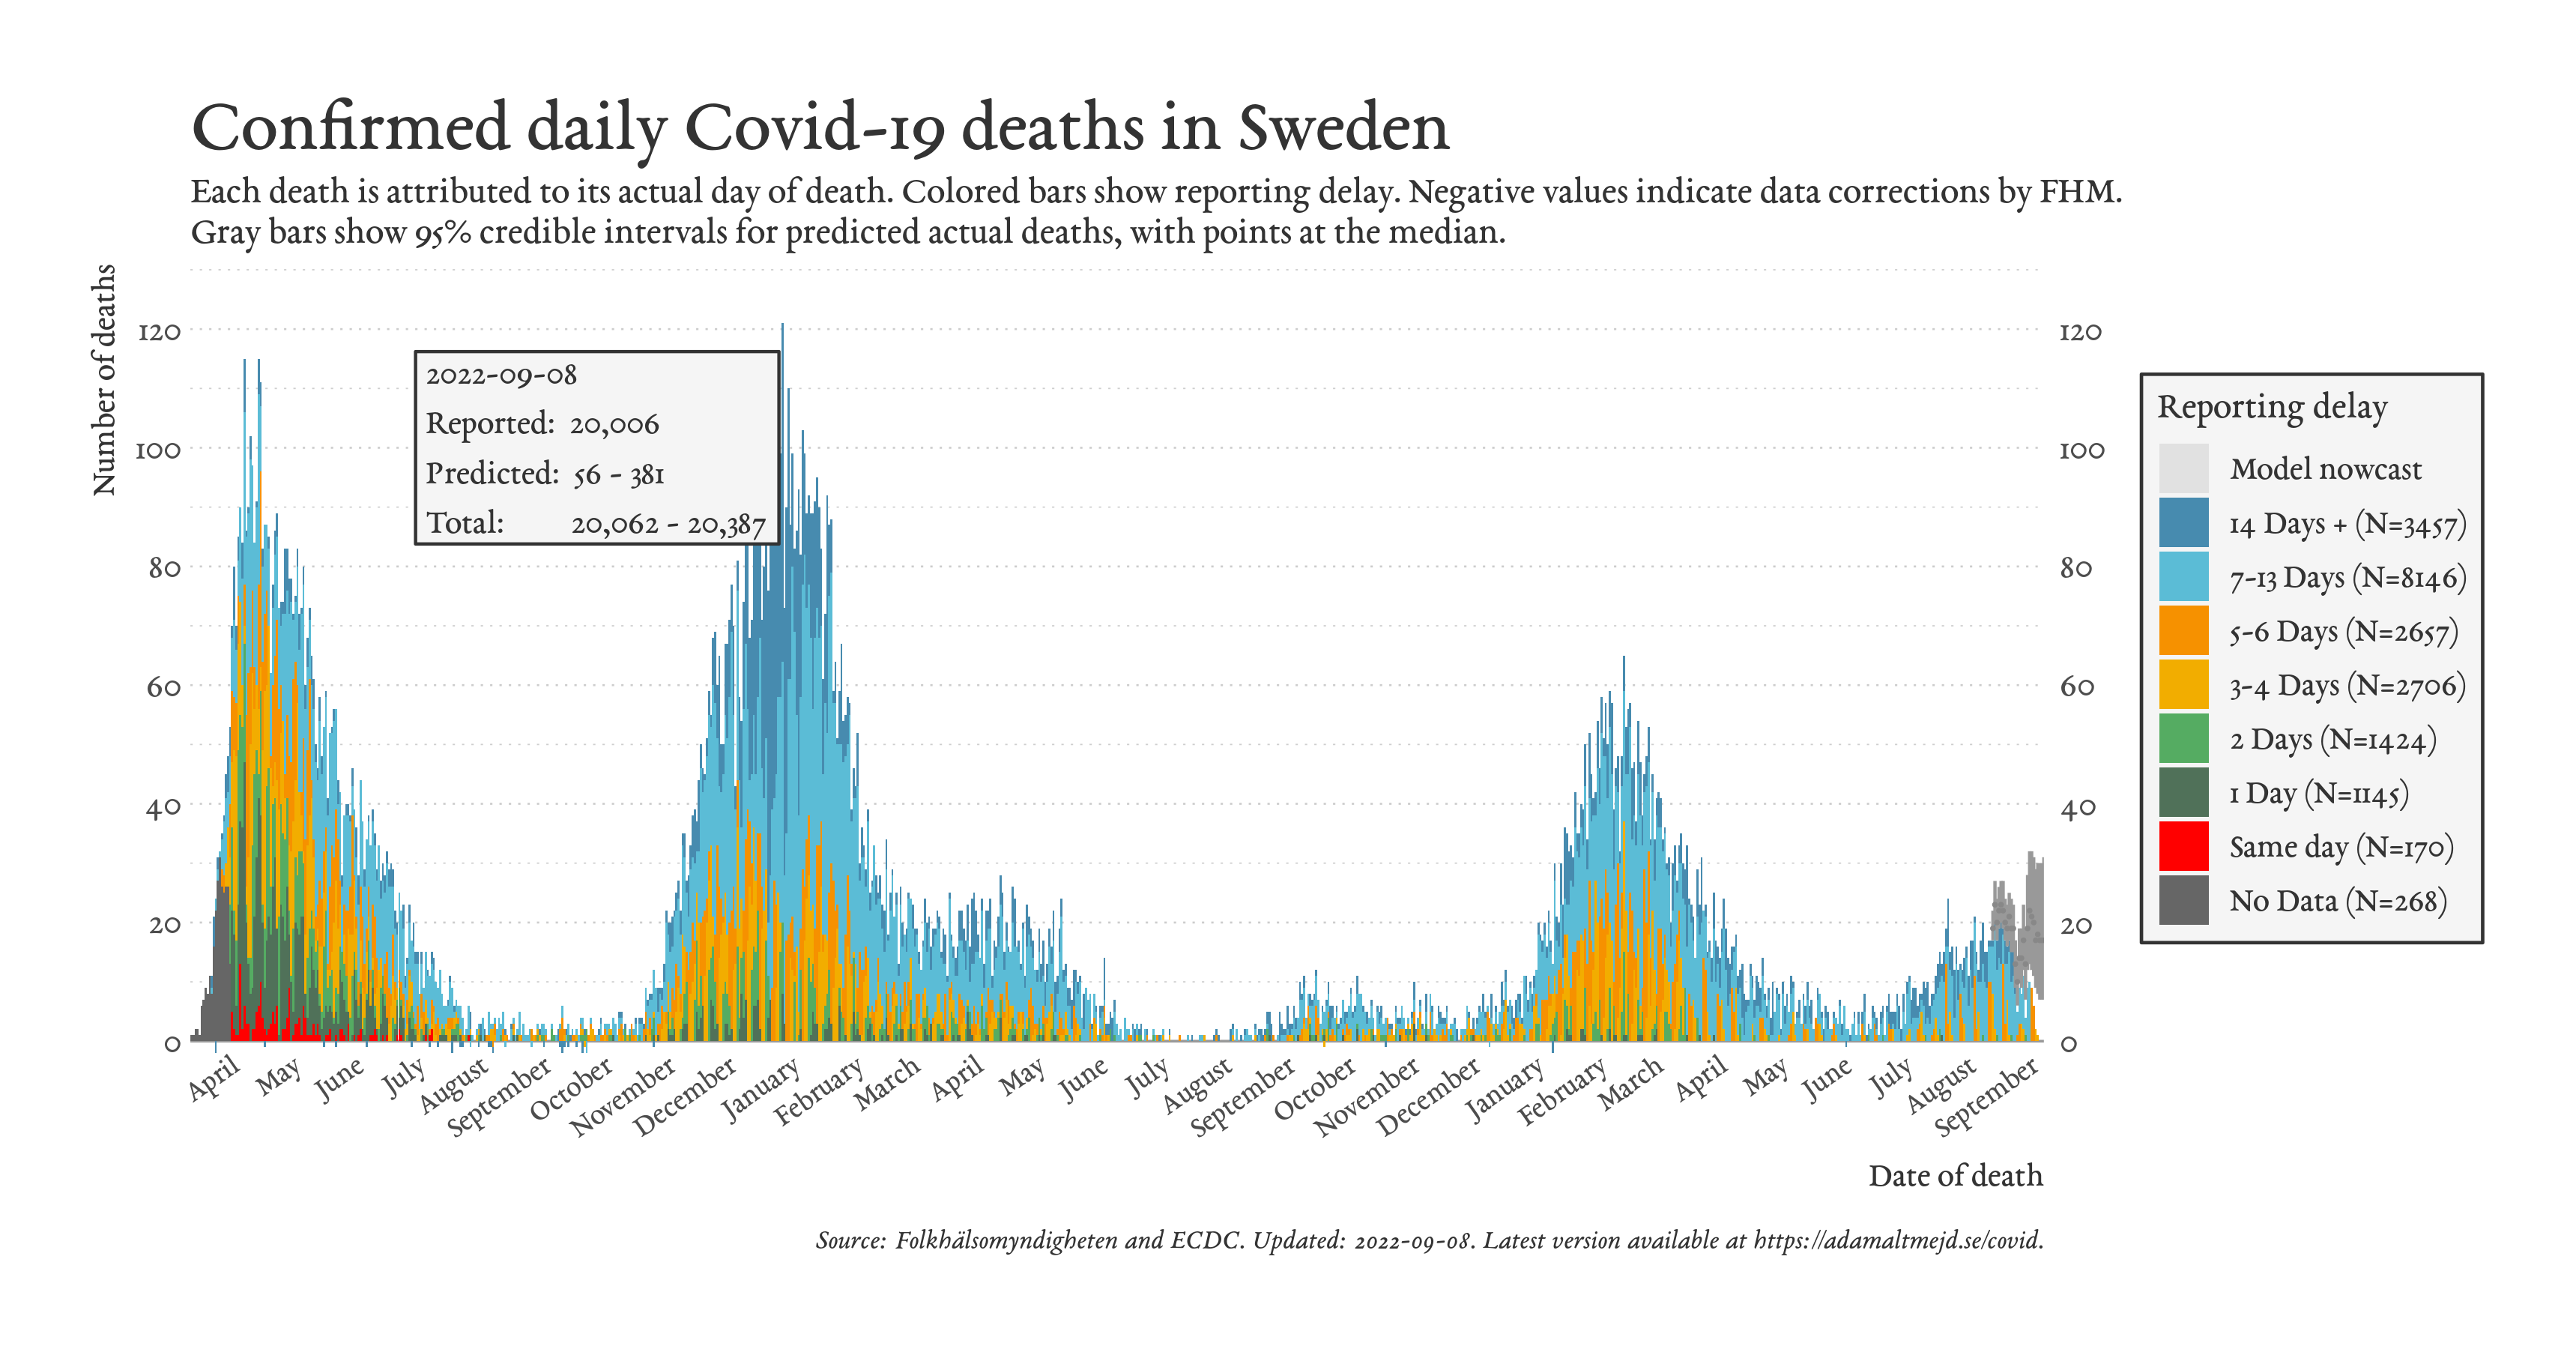 Confirmed daily Covid-19 deaths in Sweden
Each death is attributed to its actual day of death. Colored bars show reporting delay. Negative values indicate data corrections by FHM.
Gray bars show 95% credible intervals for predicted actual deaths, with points at the median.
Number of deaths
120
100
80
60
40
20
0
2022-09-08
Reported: 20,006
Predicted: 56 - 381
Total: 20,062 - 20,387
120
100
80
60
40
20
0
Reporting delay
Model nowcast
14 Days + (N=3457)
7-13 Days (N=8146)
5-6 Days (N=2657)
3-4 Days (N=2706)
2 Days (N=1424)
1 Day (N=1145)
Same day (N=170)
No Data (N=268)
April
May
June
July
August
September
October
November
December
January
February
March
April
May
June
July
August
September
October
November
December
January
February
March
April
May
June
July
August
September
Date of death
Source: Folkhälsomyndigheten and ECDC. Updated: 2022-09-08. Latest version available at https://adamaltmejd.se/covid.